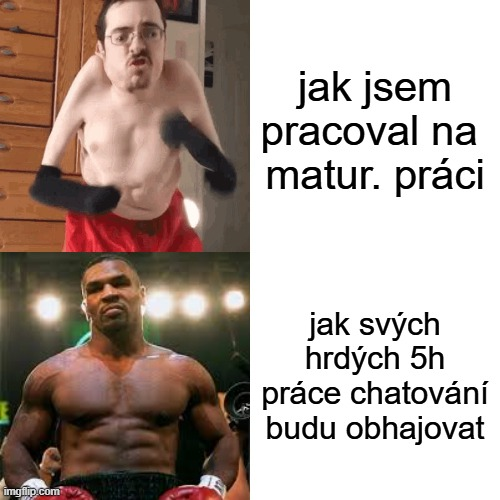 jak jsem
pracoval na
matur. práci
jak svých
hrdých 5h
práce chatování
budu obhajovat
imgflip.com